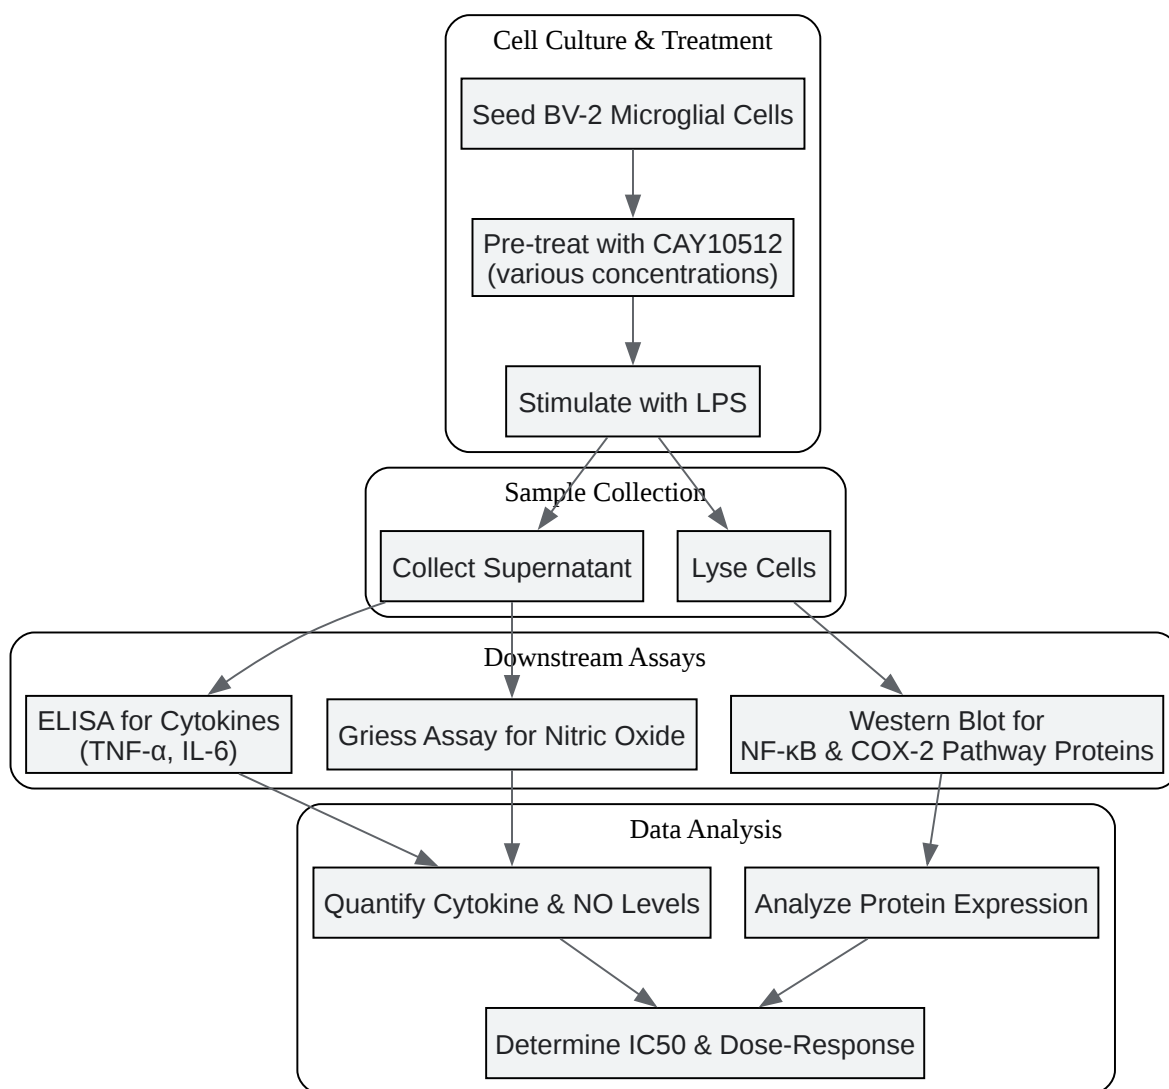 Cell Culture & Treatment
Seed BV-2 Microglial Cells
Pre-treat with CAY10512
(various concentrations)
Stimulate with LPS
Sample Collection
Collect Supernatant
Lyse Cells
Downstream Assays
ELISA for Cytokines
(TNF-α, IL-6)
Griess Assay for Nitric Oxide
Western Blot for
NF-κB & COX-2 Pathway Proteins
Data Analysis
Quantify Cytokine & NO Levels
Analyze Protein Expression
Determine IC50 & Dose-Response